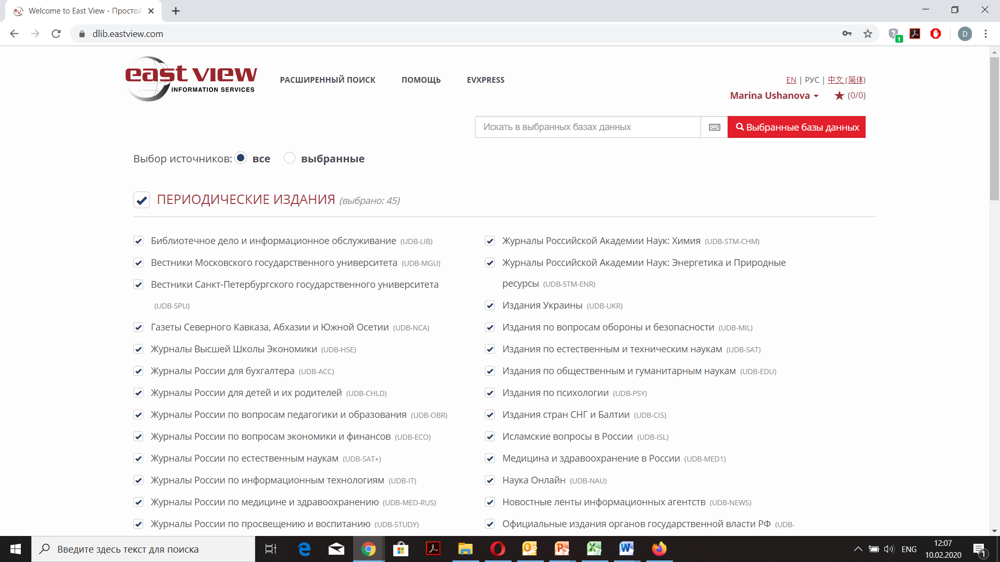 Welcome to East View - Простой
dlib.eastview.com
1
D
east view
INFORMATION SERVICES
РАСШИРЕННЫЙ ПОИСК ПОМОЩЬ EVXPRESS
EN | РУС | 中文 (简体)
Marina Ushanova (0/0)
Искать в выбранных базах данных
Выбранные базы данных
Выбор источников: все выбранные
ПЕРИОДИЧЕСКИЕ ИЗДАНИЯ (выбрано: 45)
Библиотечное дело и информационное обслуживание (UDB-LIB)
Вестники Московского государственного университета (UDB-MGU)
Вестники Санкт-Петербургского государственного университета
(UDB-SPU)
Газеты Северного Кавказа, Абхазии и Южной Осетии (UDB-NCA)
Журналы Высшей Школы Экономики (UDB-HSE)
Журналы России для бухгалтера (UDB-ACC)
Журналы России для детей и их родителей (UDB-CHLD)
Журналы России по вопросам педагогики и образования (UDB-OBR)
Журналы России по вопросам экономики и финансов (UDB-ECO)
Журналы России по естественным наукам (UDB-SAT+)
Журналы России по информационным технологиям (UDB-IT)
Журналы России по медицине и здравоохранению (UDB-MED-RUS)
Журналы России по просвещению и воспитанию (UDB-STUDY)
Журналы Российской Академии Наук: Химия (UDB-STM-CHM)
Журналы Российской Академии Наук: Энергетика и Природные
ресурсы (UDB-STM-ENR)
Издания Украины (UDB-UKR)
Издания по вопросам обороны и безопасности (UDB-MIL)
Издания по естественным и техническим наукам (UDB-SAT)
Издания по общественным и гуманитарным наукам (UDB-EDU)
Издания по психологии (UDB-PSY)
Издания стран СНГ и Балтии (UDB-CIS)
Исламские вопросы в России (UDB-ISL)
Медицина и здравоохранение в России (UDB-MED1)
Наука Онлайн (UDB-NAU)
Новостные ленты информационных агентств (UDB-NEWS)
Официальные издания органов государственной власти РФ (UDB-
Введите здесь текст для поиска
ENG
12:07
10.02.2020
1